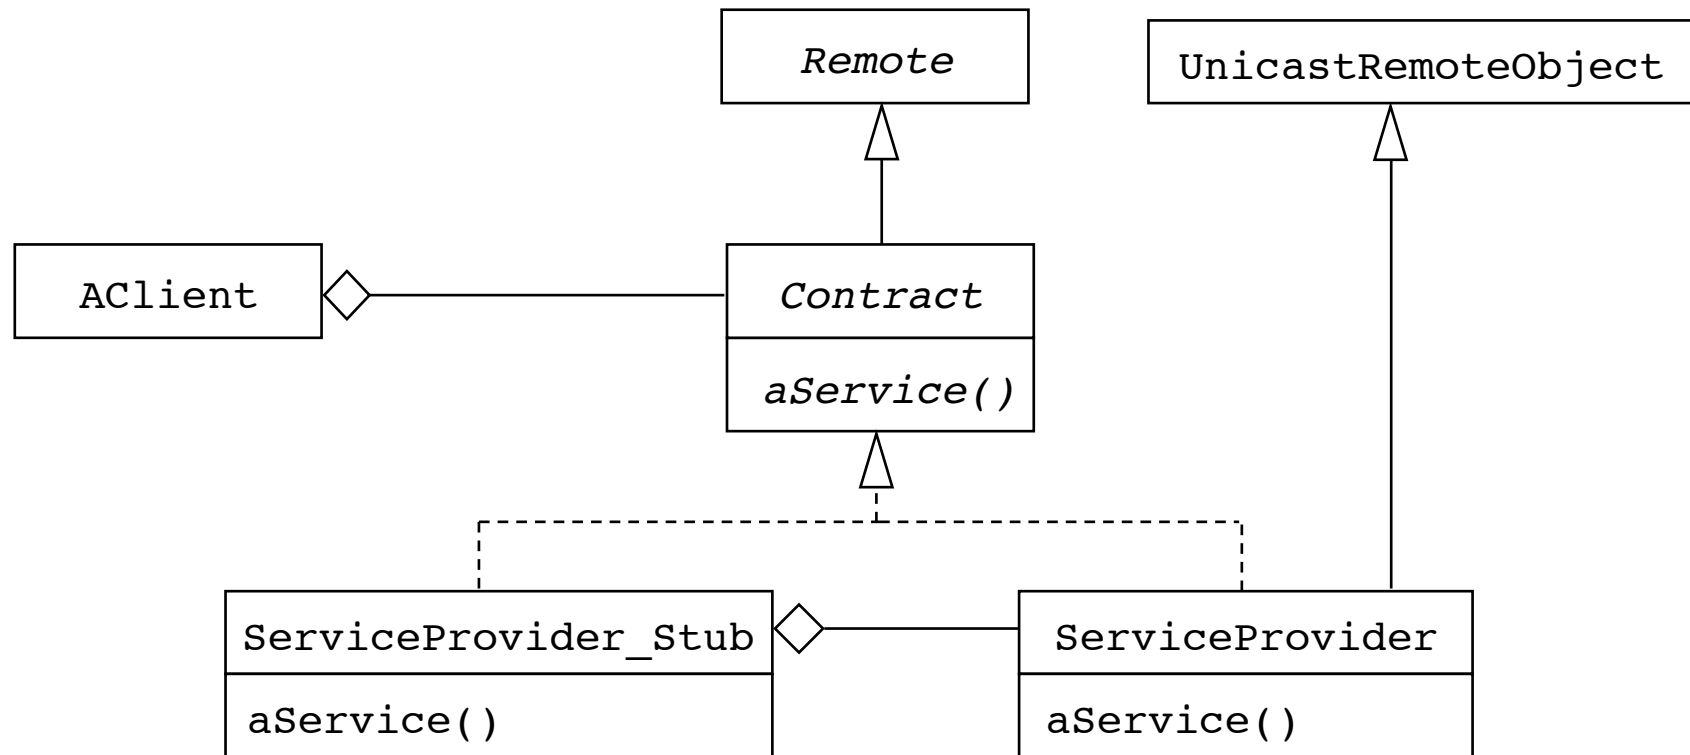 Remote
UnicastRemoteObject
AClient
Contract
aService()
ServiceProvider_Stub
ServiceProvider
aService()
aService()